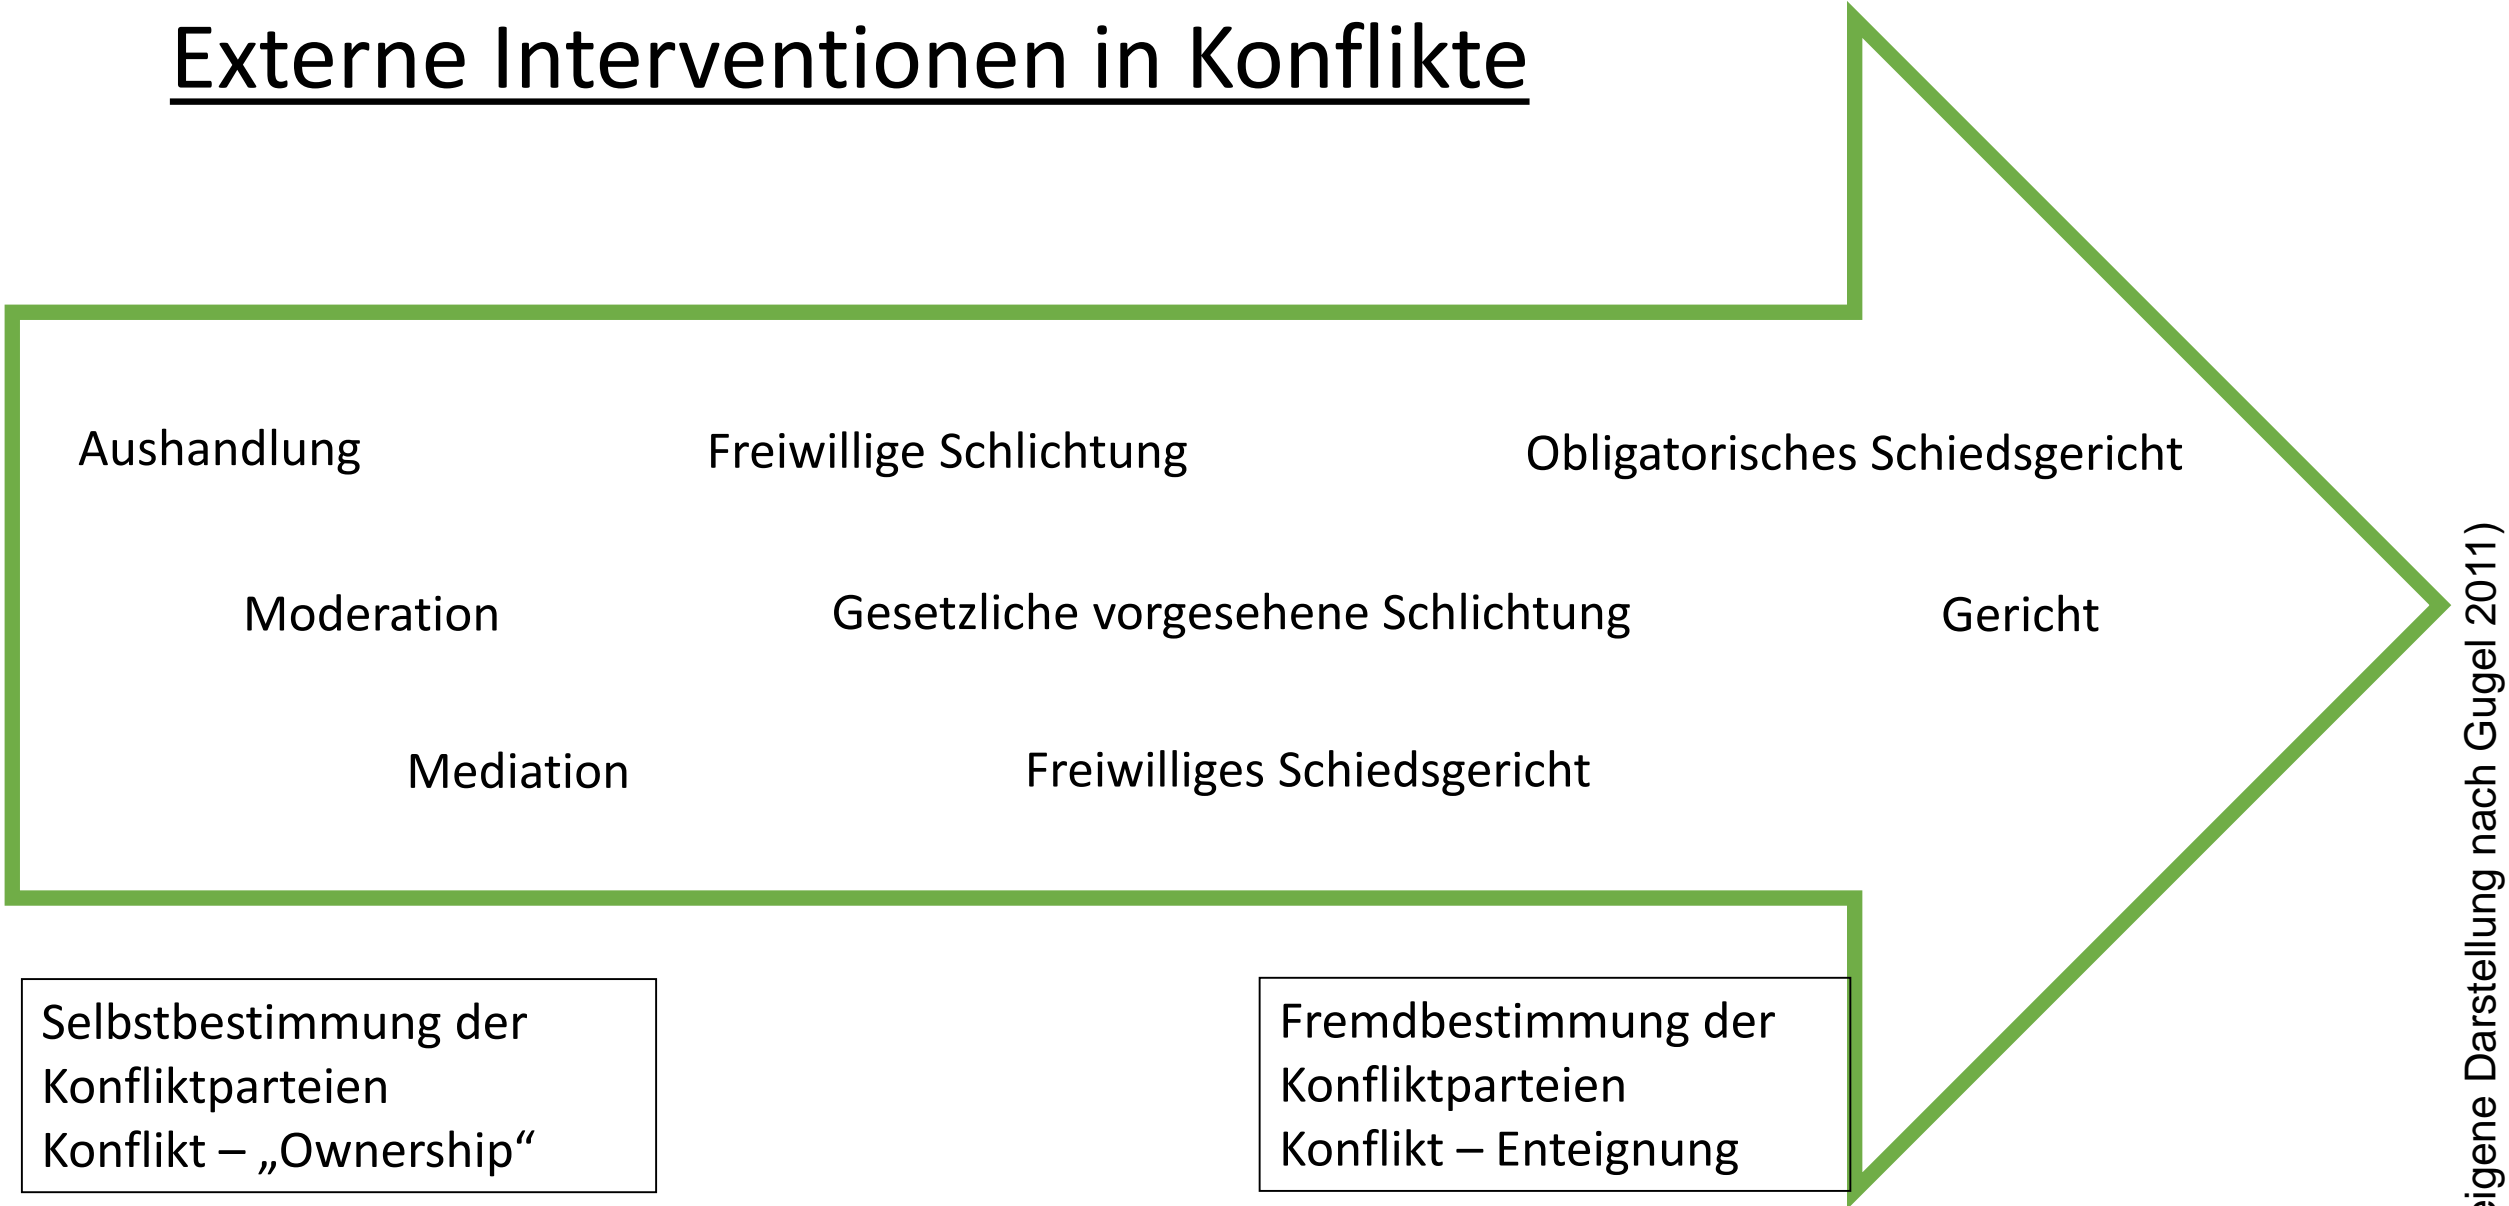 Externe Interventionen in Konflikte
Aushandlung
Freiwillige Schlichtung
Obligatorisches Schiedsgericht
Moderation
Gesetzliche vorgesehene Schlichtung
Gericht
Mediation
Freiwilliges Schiedsgericht
Selbstbestimmung der
Konfliktparteien
Konflikt – „Ownership“
Fremdbestimmung der
Konfliktparteien
Konflikt – Enteignung
eigene Darstellung nach Gugel 2011)